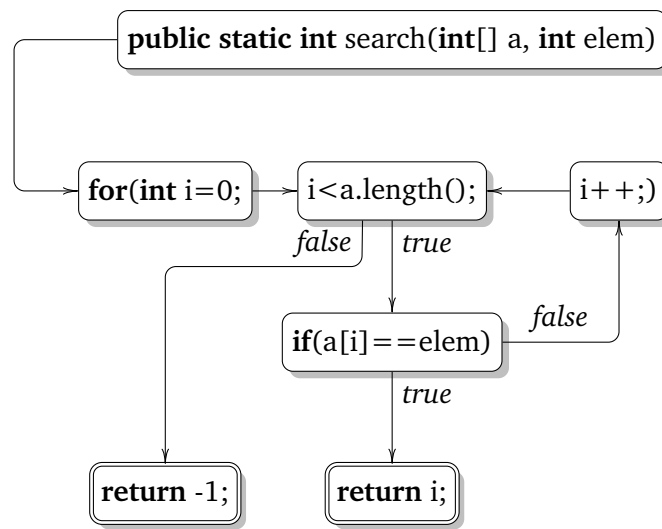 public static int search(int[] a, int elem)
for(int i=0;
i<a.length();
i++;)
false
true
if(a[i]==elem)
false
true
return -1;
return i;